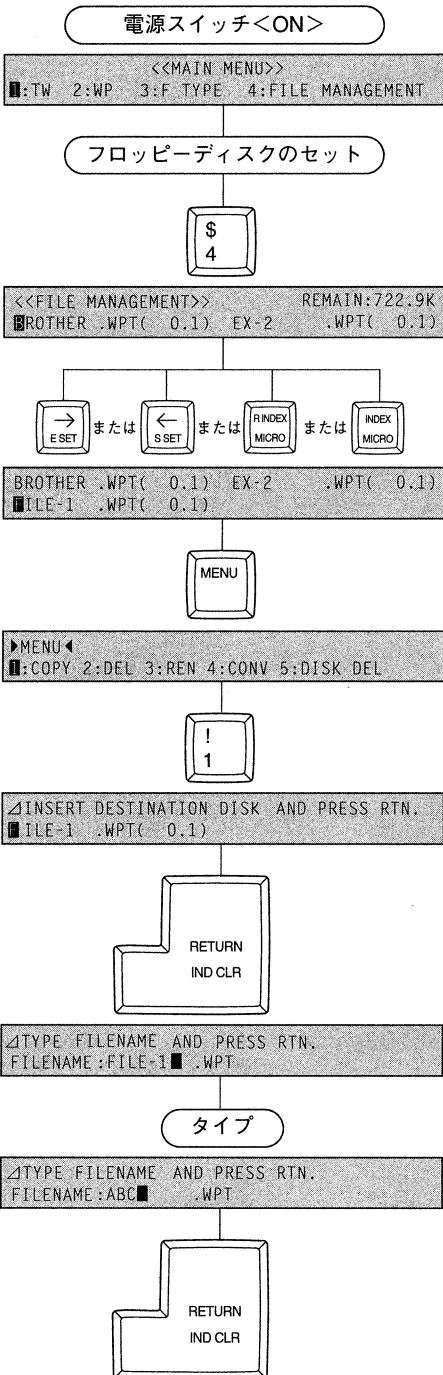 電源スイッチ<ON>
<<MAIN MENU>>
1:TW 2:WP 3:F TYPE 4:FILE MANAGEMENT
フロッピーディスクのセット
$
4
<<FILE MANAGEMENT>> REMAIN:722.9K
BROTHER .WPT( 0.1) EX-2 .WPT( 0.1)
→ E SET または ← S SET または R INDEX MICRO または INDEX MICRO
BROTHER .WPT( 0.1) EX-2 .WPT( 0.1)
FILE-1 .WPT( 0.1)
MENU
▶MENU◀
1:COPY 2:DEL 3:REN 4:CONV 5:DISK DEL
!
1
⊿INSERT DESTINATION DISK AND PRESS RTN.
FILE-1 .WPT( 0.1)
RETURN
IND CLR
⊿TYPE FILENAME AND PRESS RTN.
FILENAME:FILE-1■ .WPT
タイプ
⊿TYPE FILENAME AND PRESS RTN.
FILENAME:ABC■ .WPT
RETURN
IND CLR